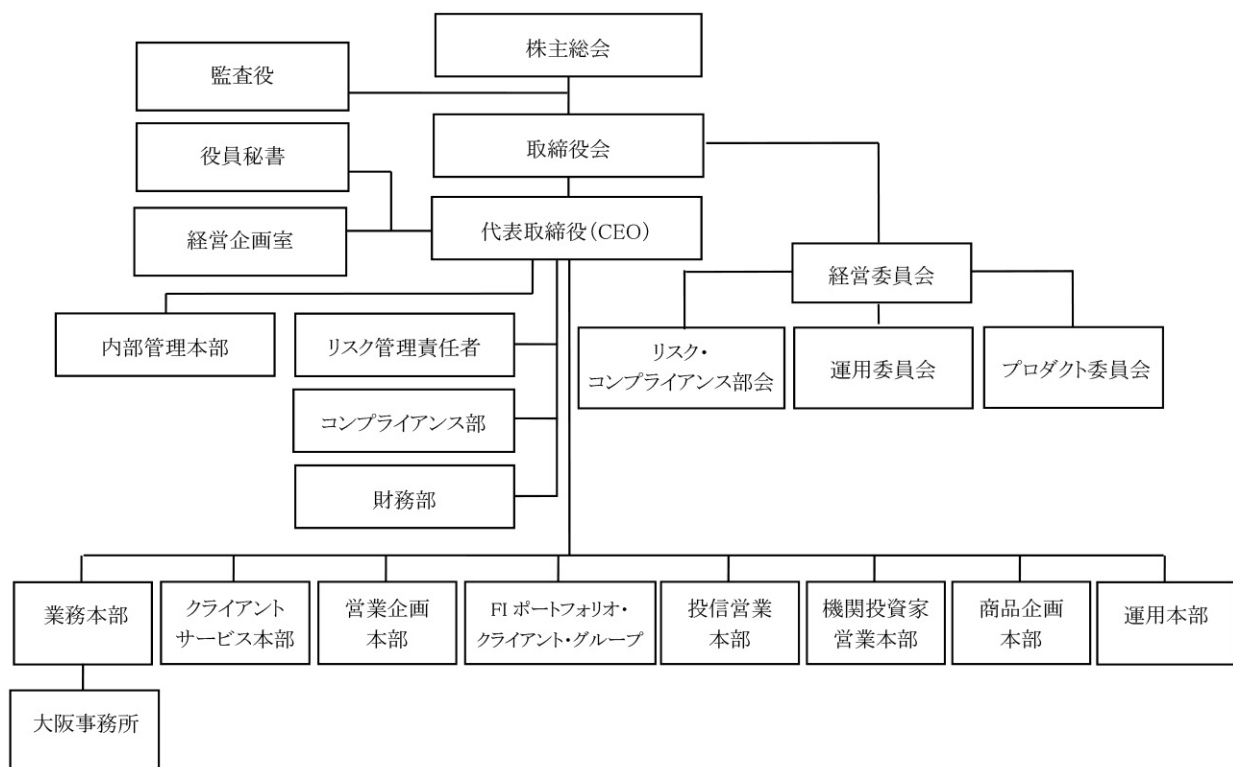 株主総会
監査役
取締役会
役員秘書
代表取締役(CEO)
経営企画室
経営委員会
内部管理本部
リスク管理責任者
リスク・
コンプライアンス部会
運用委員会
プロダクト委員会
コンプライアンス部
財務部
業務本部
クライアント
サービス本部
営業企画
本部
FI ポートフォリオ・
クライアント・グループ
投信営業
本部
機関投資家
営業本部
商品企画
本部
運用本部
大阪事務所